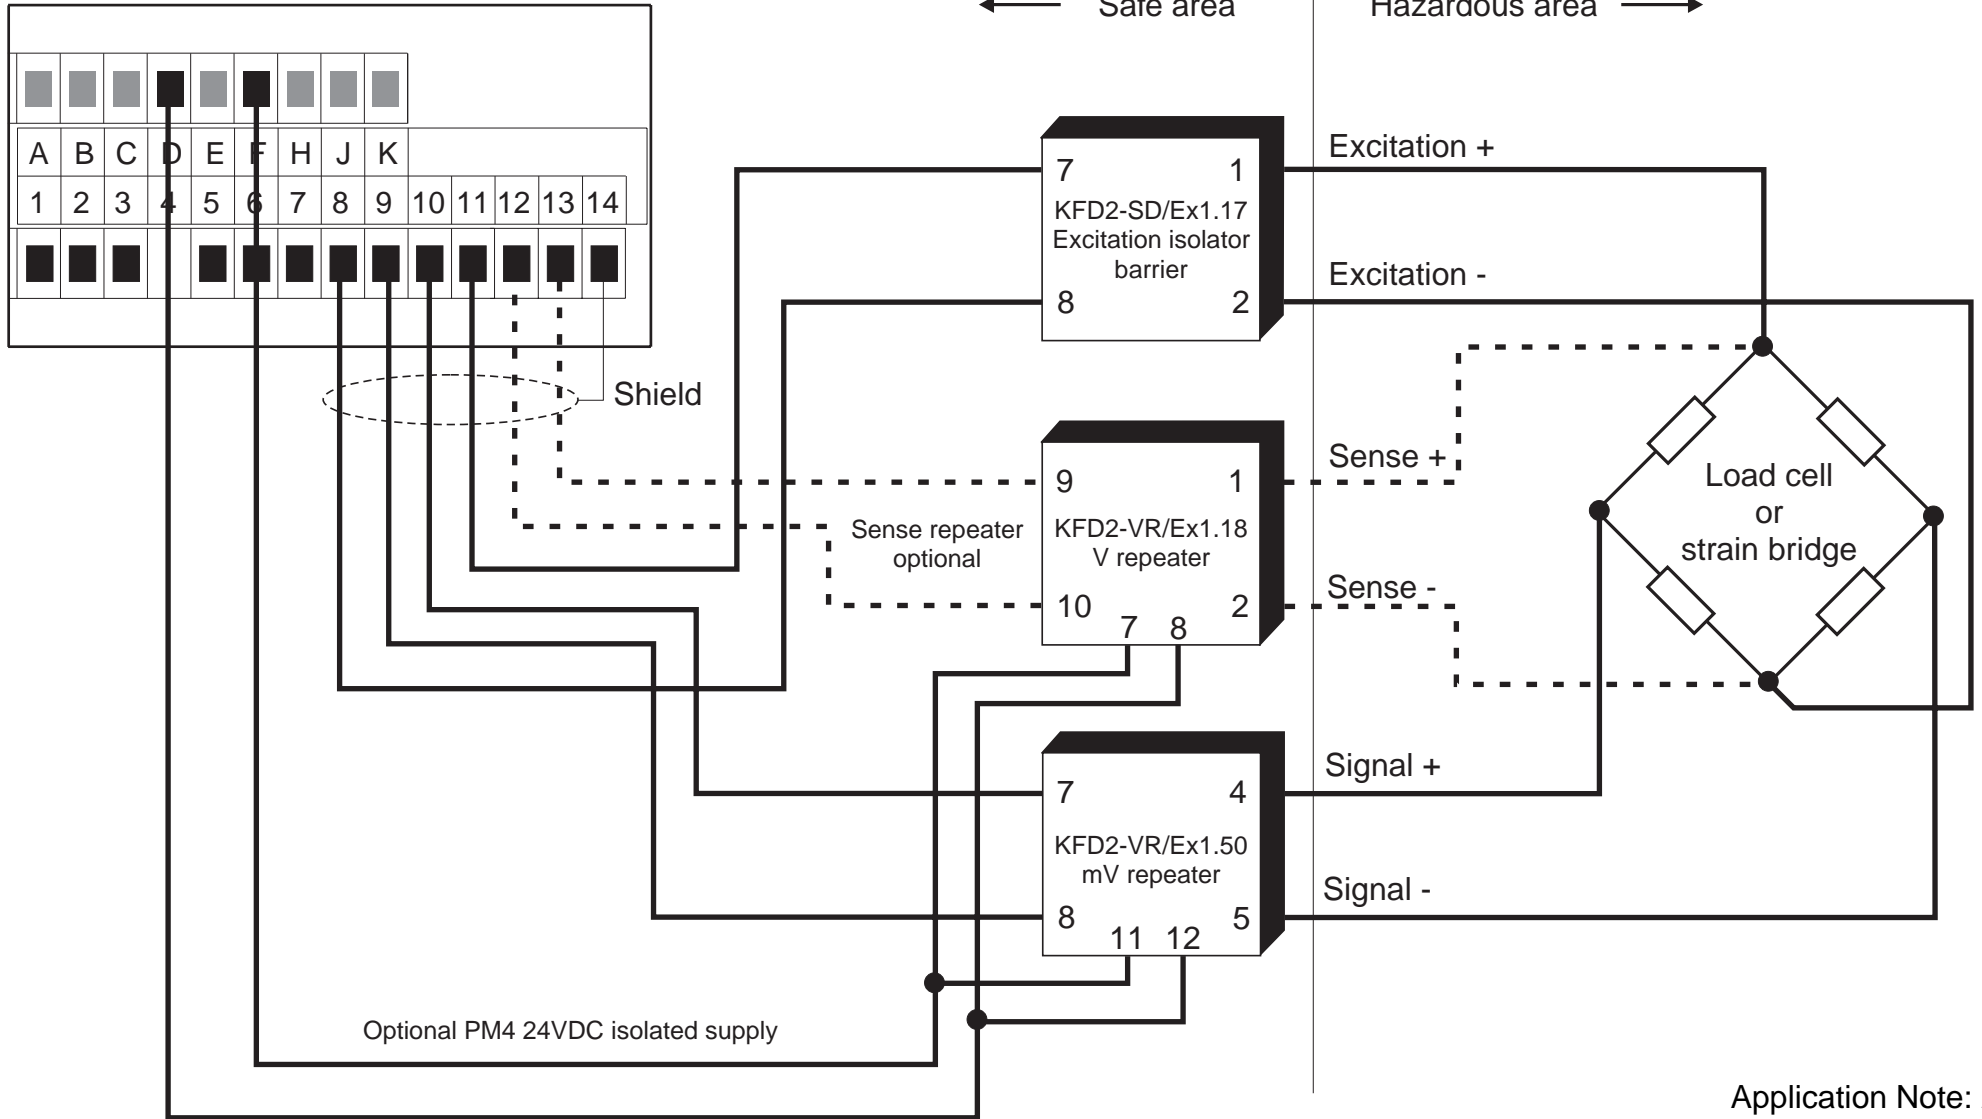 Safe area
Hazardous area
A B C D E F H J K
1 2 3 4 5 6 7 8 9 10 11 12 13 14
Shield
7 1
KFD2-SD/Ex1.17
Excitation isolator
barrier
8 2
Excitation +
Excitation -
9 1
KFD2-VR/Ex1.18
V repeater
10 2
7 8
Sense repeater
optional
Sense +
Sense -
Load cell
or
strain bridge
7 4
KFD2-VR/Ex1.50
mV repeater
8 5
11 12
Signal +
Signal -
Optional PM4 24VDC isolated supply
Application Note: